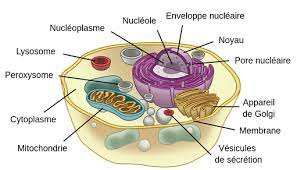 Nucléole
Enveloppe nucléaire
Nucléoplasme
Noyau
Lysosome
Pore nucléaire
Peroxysome
Cytoplasme
Appareil
de Golgi
Mitochondrie
Membrane
Vésicules
de sécrétion